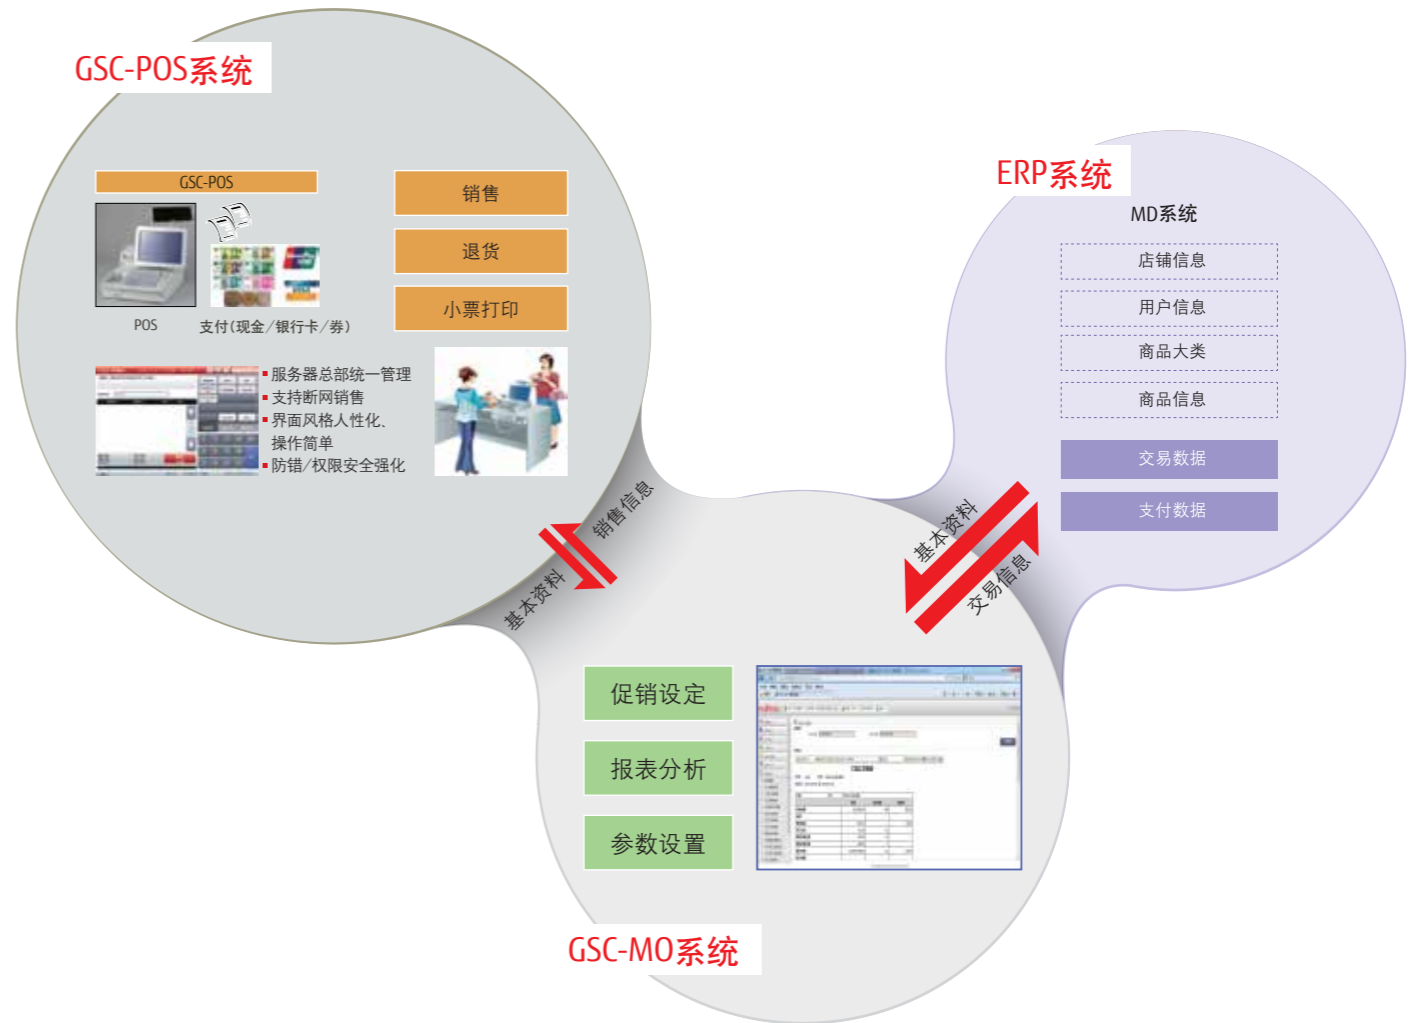 GSC-POS系统
GSC-POS
销售
退货
小票打印
POS
支付(现金/银行卡/券)
▪服务器总部统一管理
▪支持断网销售
▪界面风格人性化、
操作简单
▪防错/权限安全强化
销售信息
基本资料
ERP系统
MD系统
店铺信息
用户信息
商品大类
商品信息
交易数据
支付数据
基本资料
交易信息
促销设定
报表分析
参数设置
GSC-MO系统